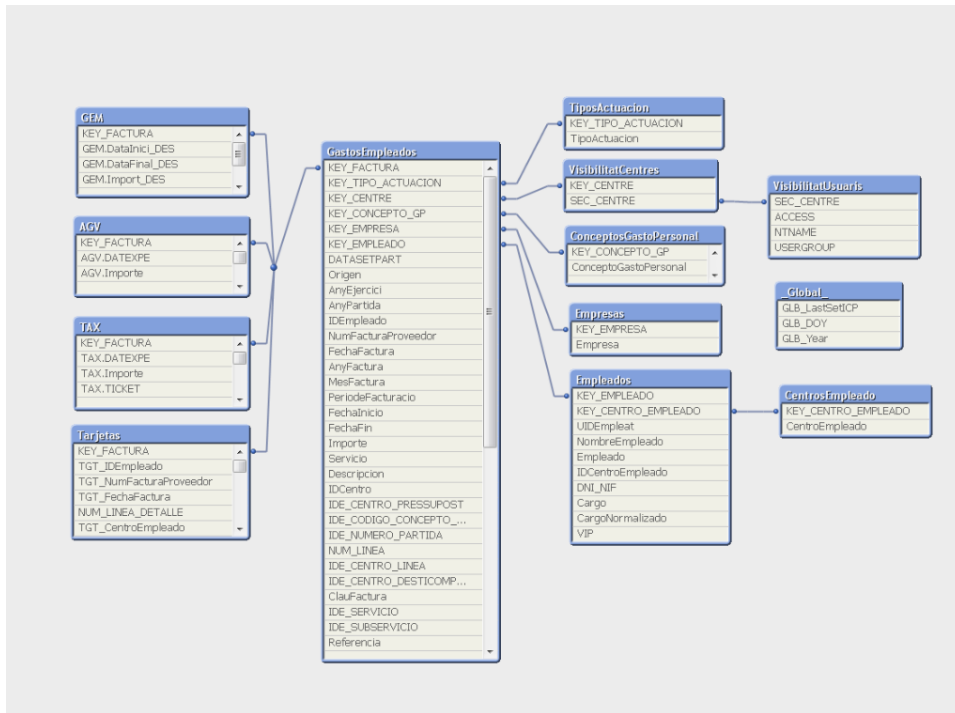 GEM
KEY_FACTURA
GEM.DataInici_DES
GEM.DataFinal_DES
GEM.Import_DES
AGV
KEY_FACTURA
AGV.DATEXPE
AGV.Importe
TAX
KEY_FACTURA
TAX.DATEXPE
TAX.Importe
TAX.TICKET
Tarjetas
KEY_FACTURA
TGT_IDEmpleado
TGT_NumFacturaProveedor
TGT_FechaFactura
NUM_LINEA_DETALLE
TGT_CentroEmpleado
GastosEmpleados
KEY_FACTURA
KEY_TIPO_ACTUACION
KEY_CENTRE
KEY_CONCEPTO_GP
KEY_EMPRESA
KEY_EMPLEADO
DATASETPART
Origen
AnyEjercici
AnyPartida
IDEmpleado
NumFacturaProveedor
FechaFactura
AnyFactura
MesFactura
PeriodeFacturacio
FechaInicio
FechaFin
Importe
Servicio
Descripcion
IDCentro
IDE_CENTRO_PRESSUPOST
IDE_CODIGO_CONCEPTO_...
IDE_NUMERO_PARTIDA
NUM_LINEA
IDE_CENTRO_LINEA
IDE_CENTRO_DESTICOMP...
ClauFactura
IDE_SERVICIO
IDE_SUBSERVICIO
Referencia
TiposActuacion
KEY_TIPO_ACTUACION
TipoActuacion
VisibilitatCentres
KEY_CENTRE
SEC_CENTRE
ConceptosGastoPersonal
KEY_CONCEPTO_GP
ConceptoGastoPersonal
Empresas
KEY_EMPRESA
Empresa
Empleados
KEY_EMPLEADO
KEY_CENTRO_EMPLEADO
UIDEmpleat
NombreEmpleado
Empleado
IDCentroEmpleado
DNI_NIF
Cargo
CargoNormalizado
VIP
VisibilitatUsuaris
SEC_CENTRE
ACCESS
NTNAME
USERGROUP
_Global_
GLB_LastSetICP
GLB_DOY
GLB_Year
CentrosEmpleado
KEY_CENTRO_EMPLEADO
CentroEmpleado